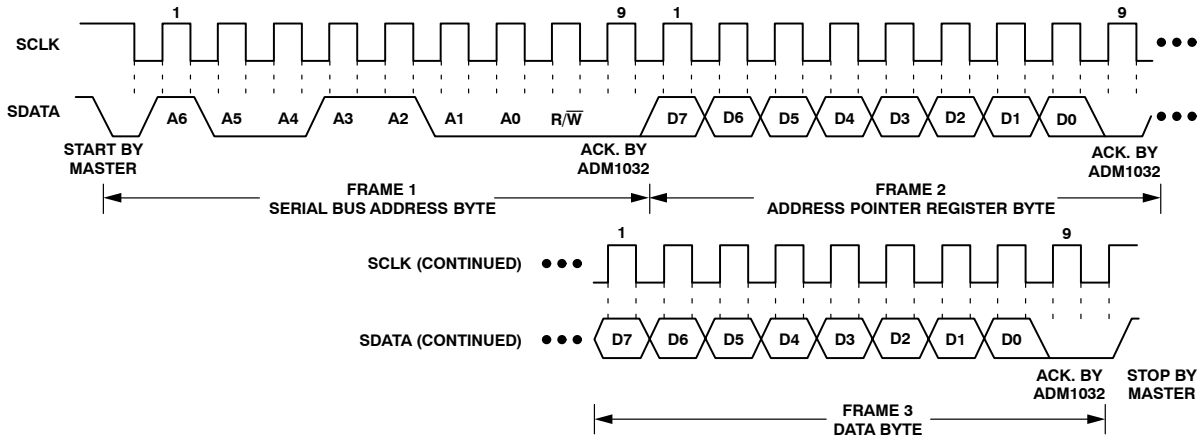 1 9 1 9
SCLK
SDATA A6 A5 A4 A3 A2 A1 A0 R/W̅ D7 D6 D5 D4 D3 D2 D1 D0
START BY
MASTER
ACK. BY
ADM1032
ACK. BY
ADM1032
FRAME 1
SERIAL BUS ADDRESS BYTE
FRAME 2
ADDRESS POINTER REGISTER BYTE
1 9
SCLK (CONTINUED)
SDATA (CONTINUED) D7 D6 D5 D4 D3 D2 D1 D0
ACK. BY
ADM1032
STOP BY
MASTER
FRAME 3
DATA BYTE